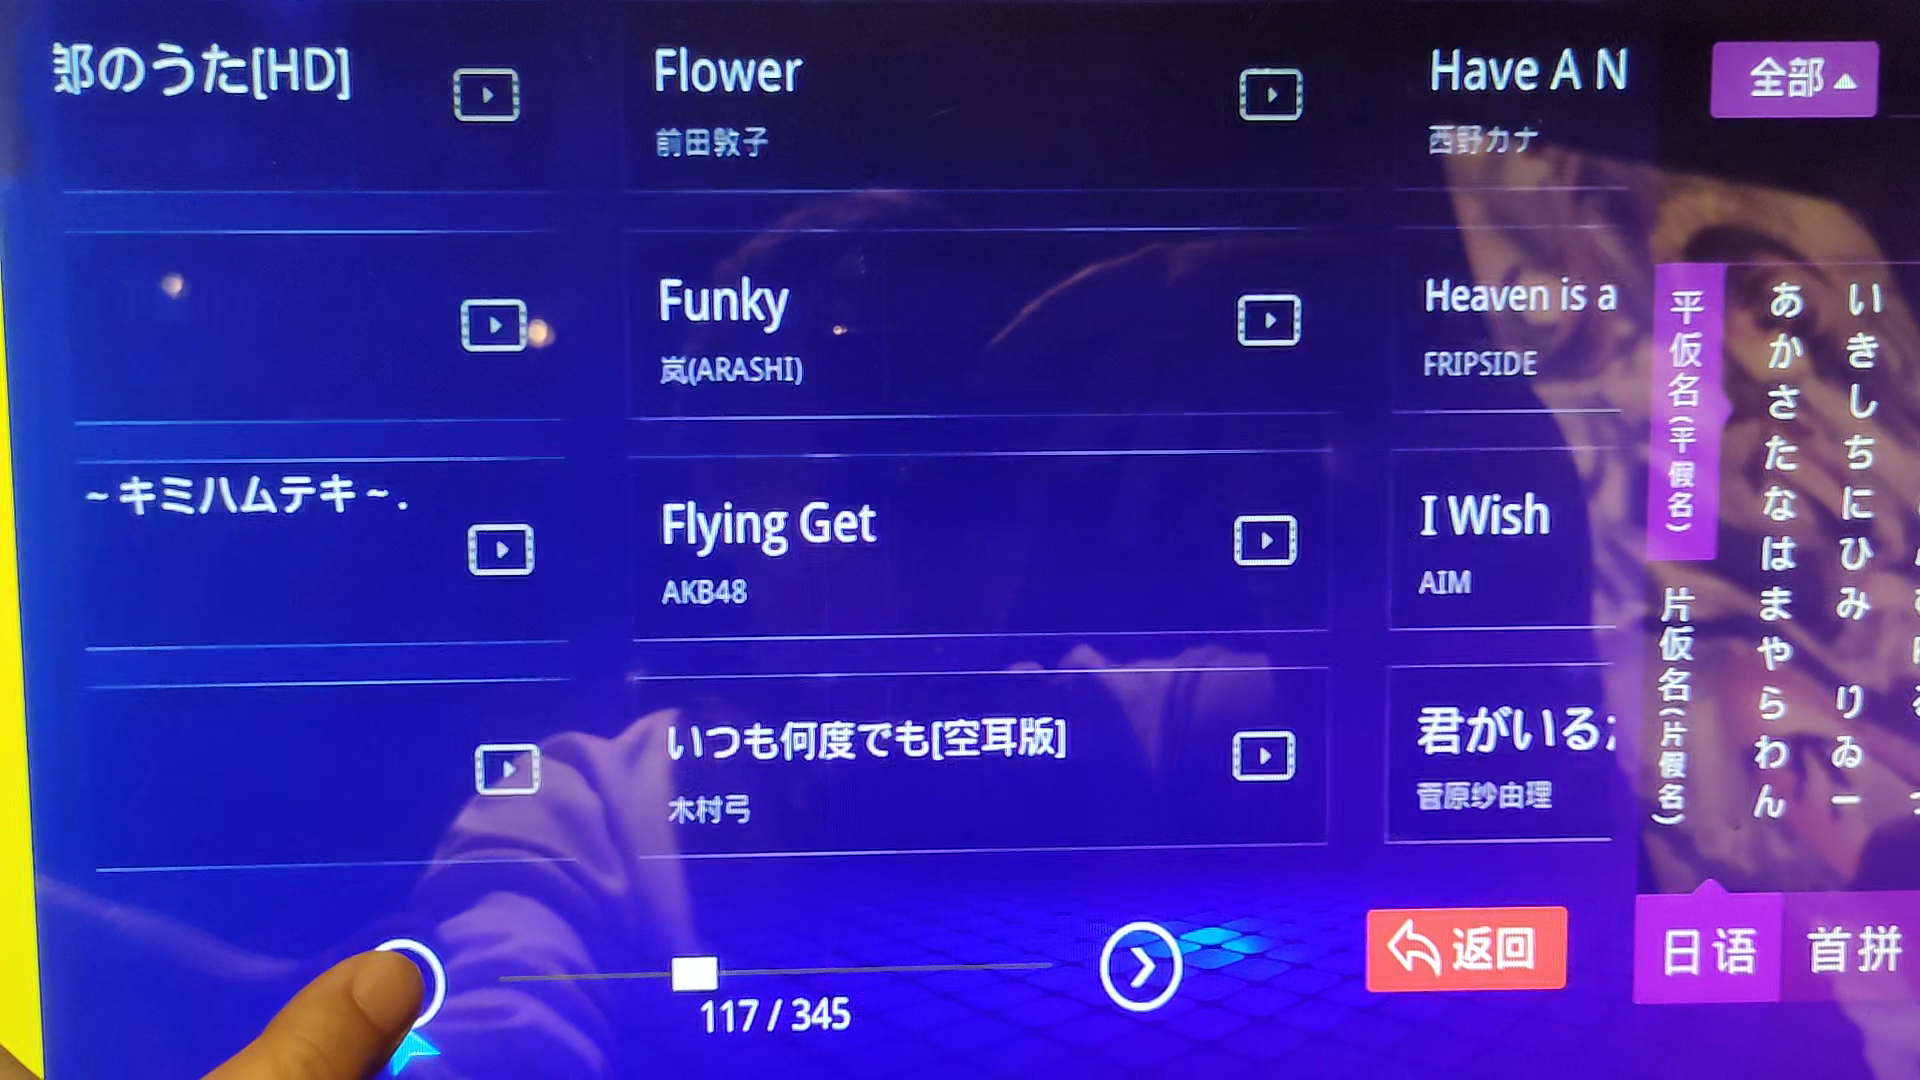 のうた[HD]
Flower
前田敦子
Have A N
西野カナ
全部
Funky
岚(ARASHI)
Heaven is a
FRIPSIDE
~キミハムテキ~.
Flying Get
AKB48
I Wish
AIM
いつも何度でも[空耳版]
木村弓
君がいる
菅原纱由理
平仮名(平假名)
片仮名(片假名)
あかさたなはまやらわん
いきしちにひみ りゐー
117 / 345
返回
日语
首拼